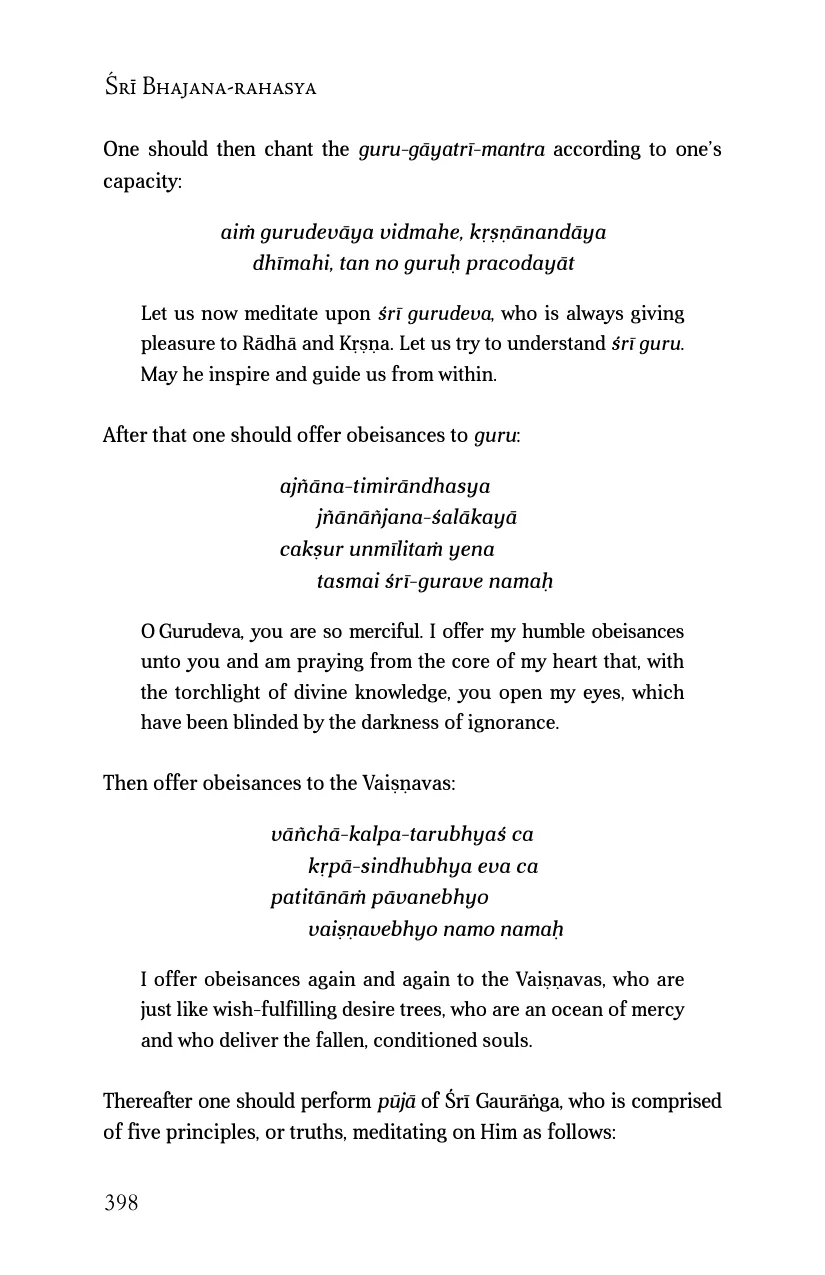 Śrī Bhajana-rahasya
One should then chant the guru-gāyatrī-mantra according to one’s
capacity:
aiṁ gurudevāya vidmahe, kṛṣṇānandāya
dhīmahi, tan no guruḥ pracodayāt
Let us now meditate upon śrī gurudeva, who is always giving
pleasure to Rādhā and Kṛṣṇa. Let us try to understand śrī guru.
May he inspire and guide us from within.
After that one should offer obeisances to guru:
ajñāna-timirāndhasya
jñānāñjana-śalākayā
cakṣur unmīlitaṁ yena
tasmai śrī-gurave namaḥ
O Gurudeva, you are so merciful. I offer my humble obeisances
unto you and am praying from the core of my heart that, with
the torchlight of divine knowledge, you open my eyes, which
have been blinded by the darkness of ignorance.
Then offer obeisances to the Vaiṣṇavas:
vāñchā-kalpa-tarubhyaś ca
kṛpā-sindhubhya eva ca
patitānāṁ pāvanebhyo
vaiṣṇavebhyo namo namaḥ
I offer obeisances again and again to the Vaiṣṇavas, who are
just like wish-fulfilling desire trees, who are an ocean of mercy
and who deliver the fallen, conditioned souls.
Thereafter one should perform pūjā of Śrī Gaurāṅga, who is comprised
of five principles, or truths, meditating on Him as follows:
398